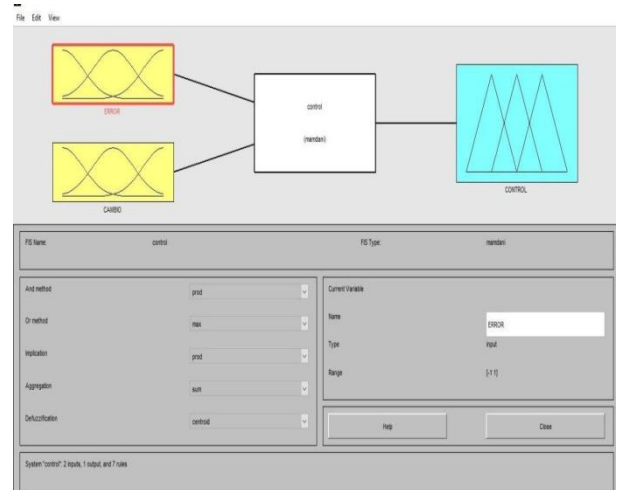 File Edit View
ERROR
control
(mamdani)
CAMBIO
CONTROL
FIS Name: control FIS Type: mamdani
And method prod
Or method max
Implication prod
Aggregation sum
Defuzzification centroid
Current Variable
Name ERROR
Type input
Range [-1 1]
Help Close
System "control": 2 inputs, 1 output, and 7 rules